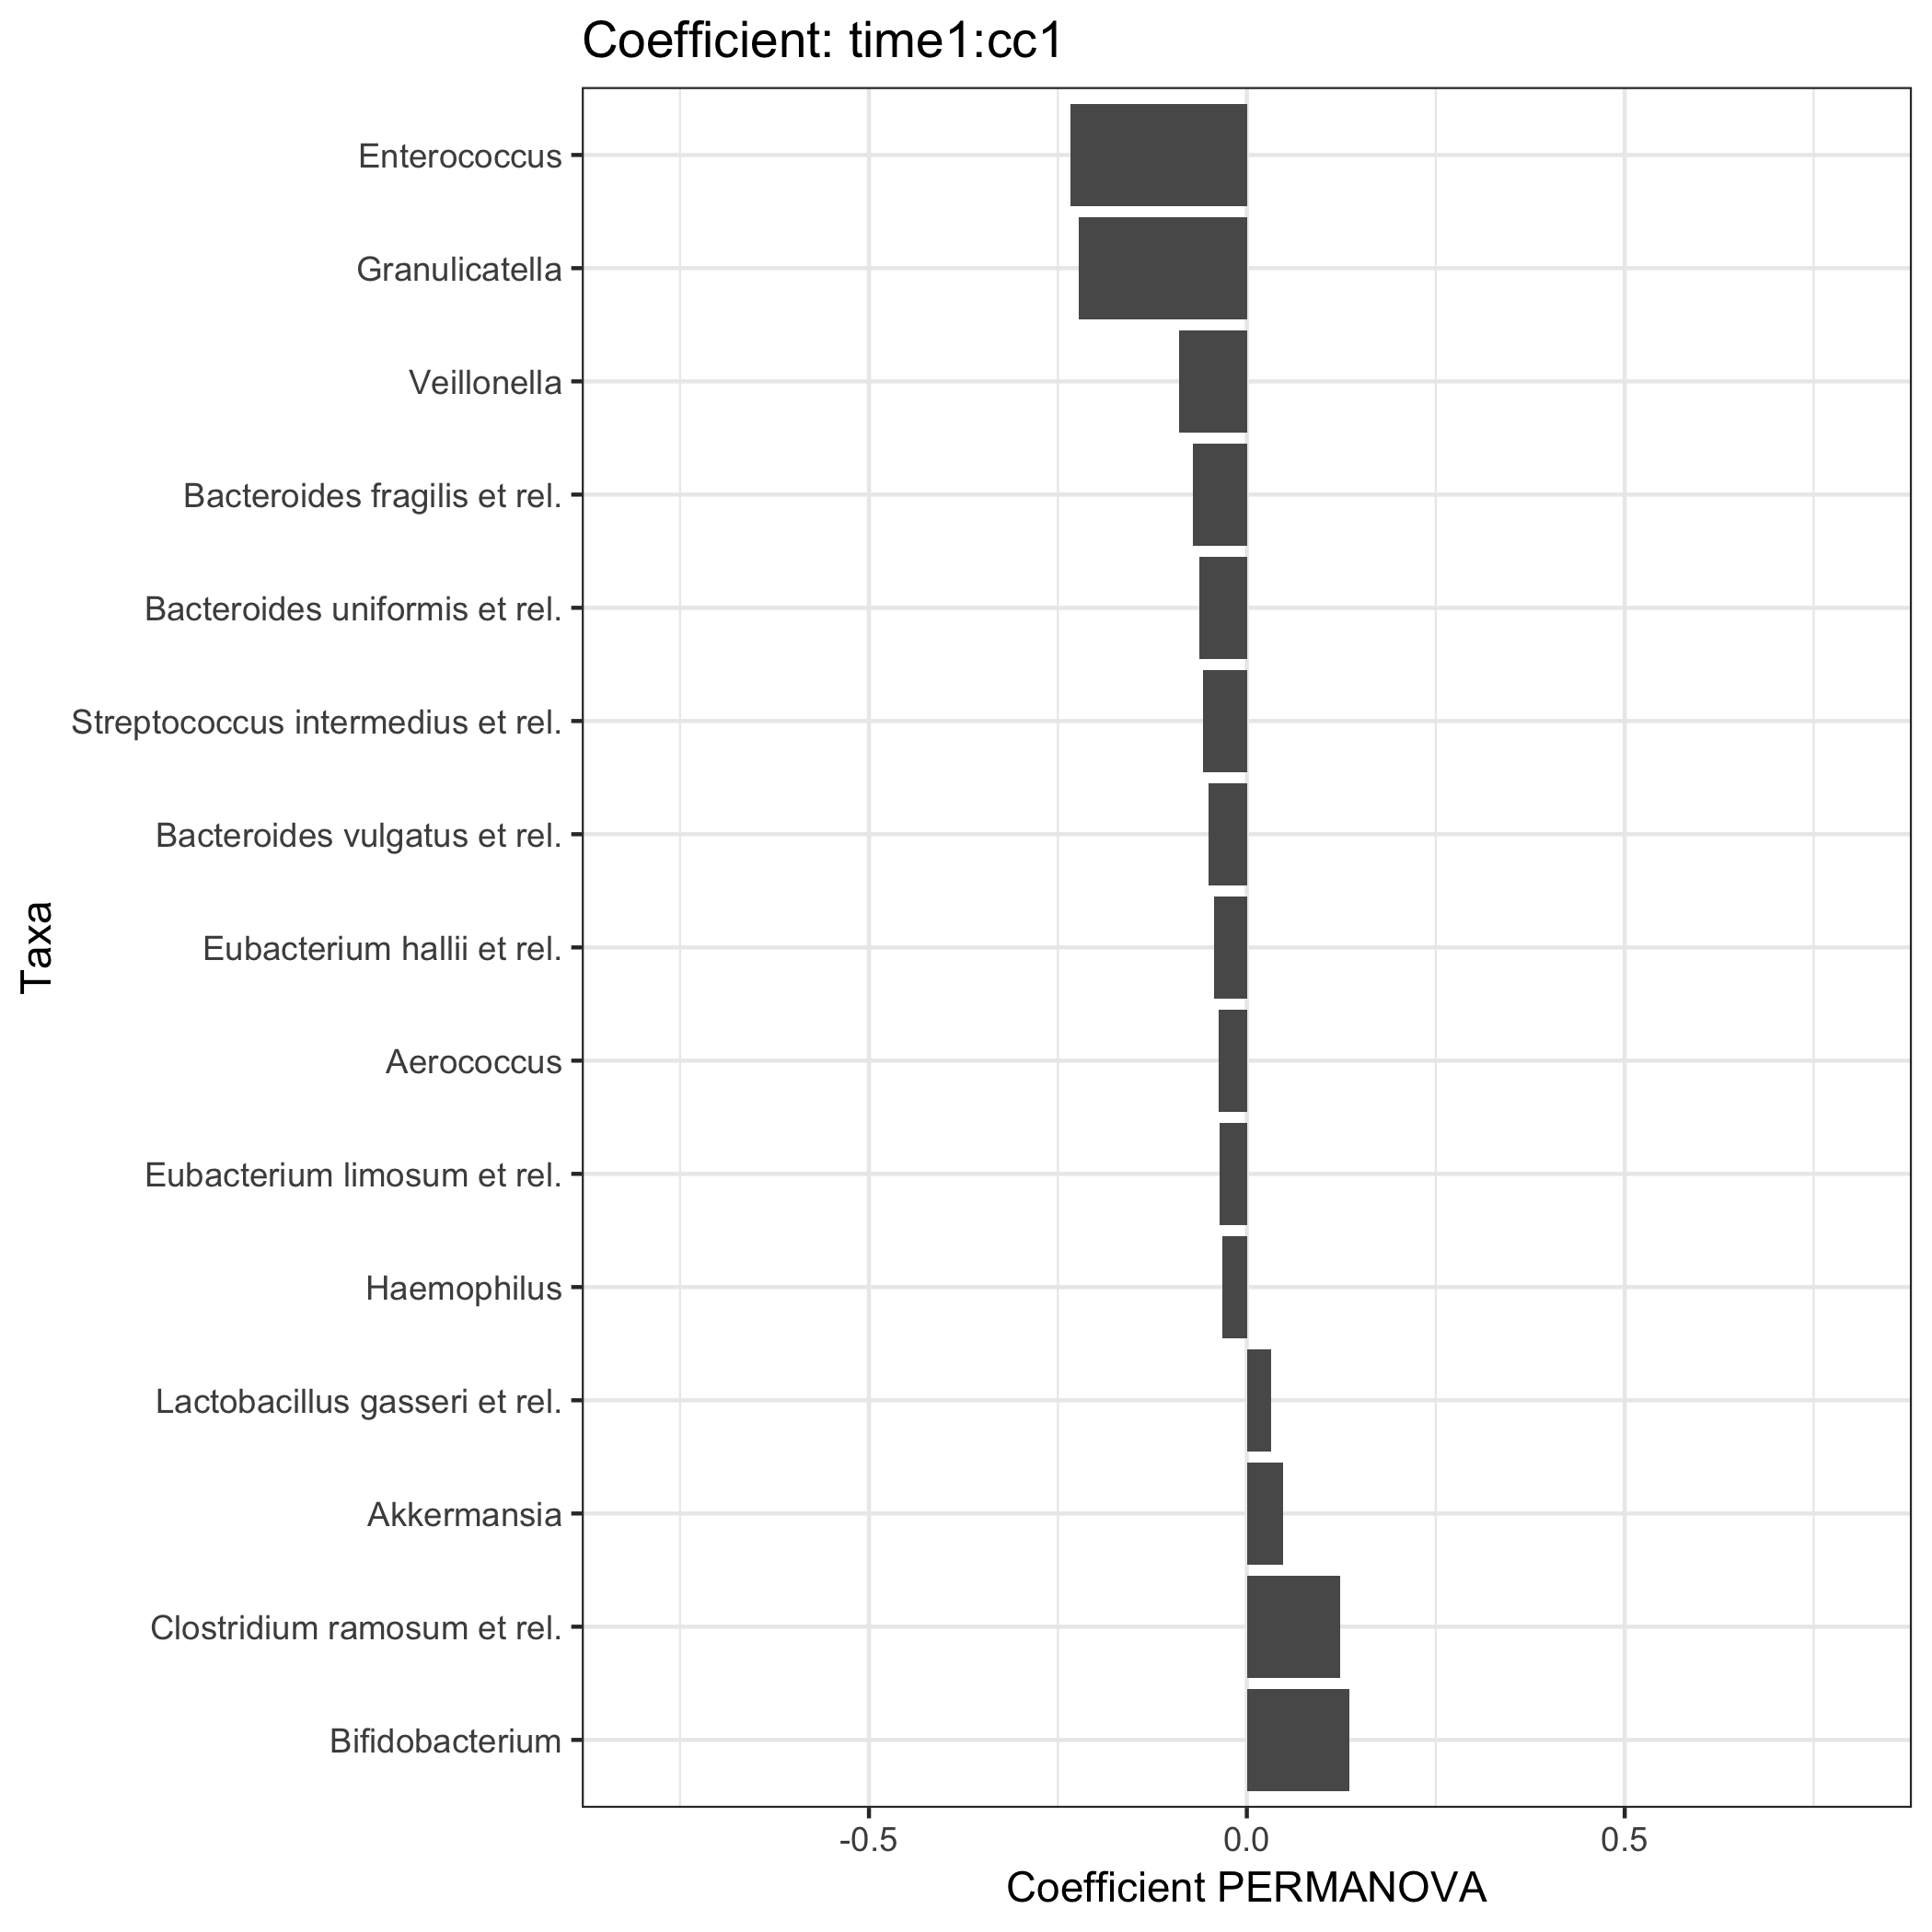 Coefficient: time1:cc1
Taxa
Enterococcus
Granulicatella
Veillonella
Bacteroides fragilis et rel.
Bacteroides uniformis et rel.
Streptococcus intermedius et rel.
Bacteroides vulgatus et rel.
Eubacterium hallii et rel.
Aerococcus
Eubacterium limosum et rel.
Haemophilus
Lactobacillus gasseri et rel.
Akkermansia
Clostridium ramosum et rel.
Bifidobacterium
-0.5 0.0 0.5
Coefficient PERMANOVA